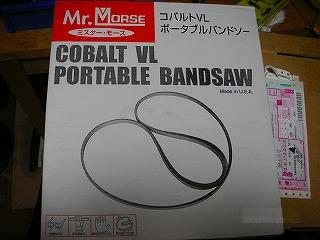 Mr. MORSE
ミスター・モース
コバルトVL
ポータブルバンドソー
COBALT VL
PORTABLE BANDSAW
Made in U.S.A.